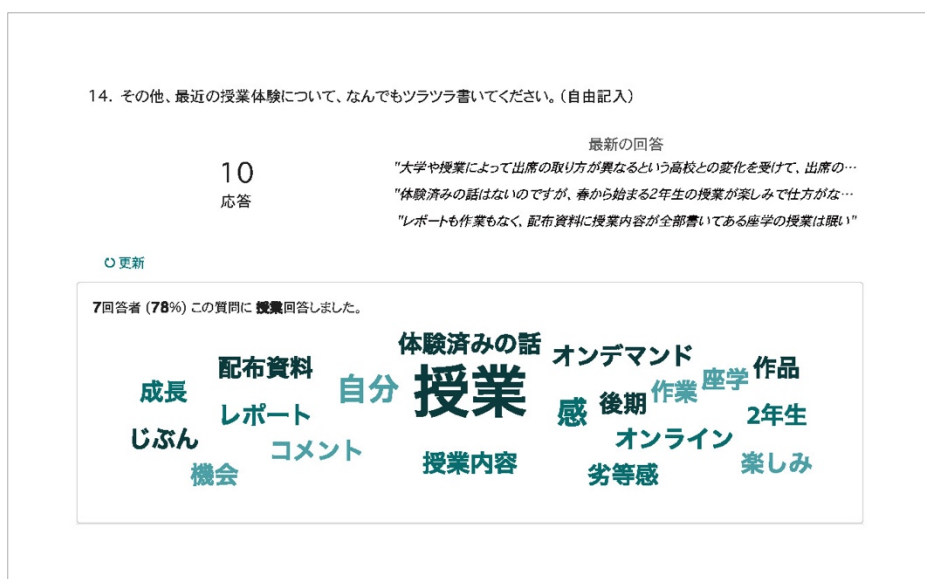 14. その他、最近の授業体験について、なんでもツラツラ書いてください。（自由記入）
10
応答
最新の回答
"大学や授業によって出席の取り方が異なるという高校との変化を受けて、出席の…
"体験済みの話はないのですが、春から始まる2年生の授業が楽しみで仕方がな…
"レポートも作業もなく、配布資料に授業内容が全部書いてある座学の授業は眠い"
更新
7回答者 (78%) この質問に 授業回答しました。
体験済みの話
オンデマンド
配布資料
作品
座学
成長
自分
授業
作業
後期
感
レポート
2年生
じぶん
オンライン
コメント
授業内容
楽しみ
機会
劣等感